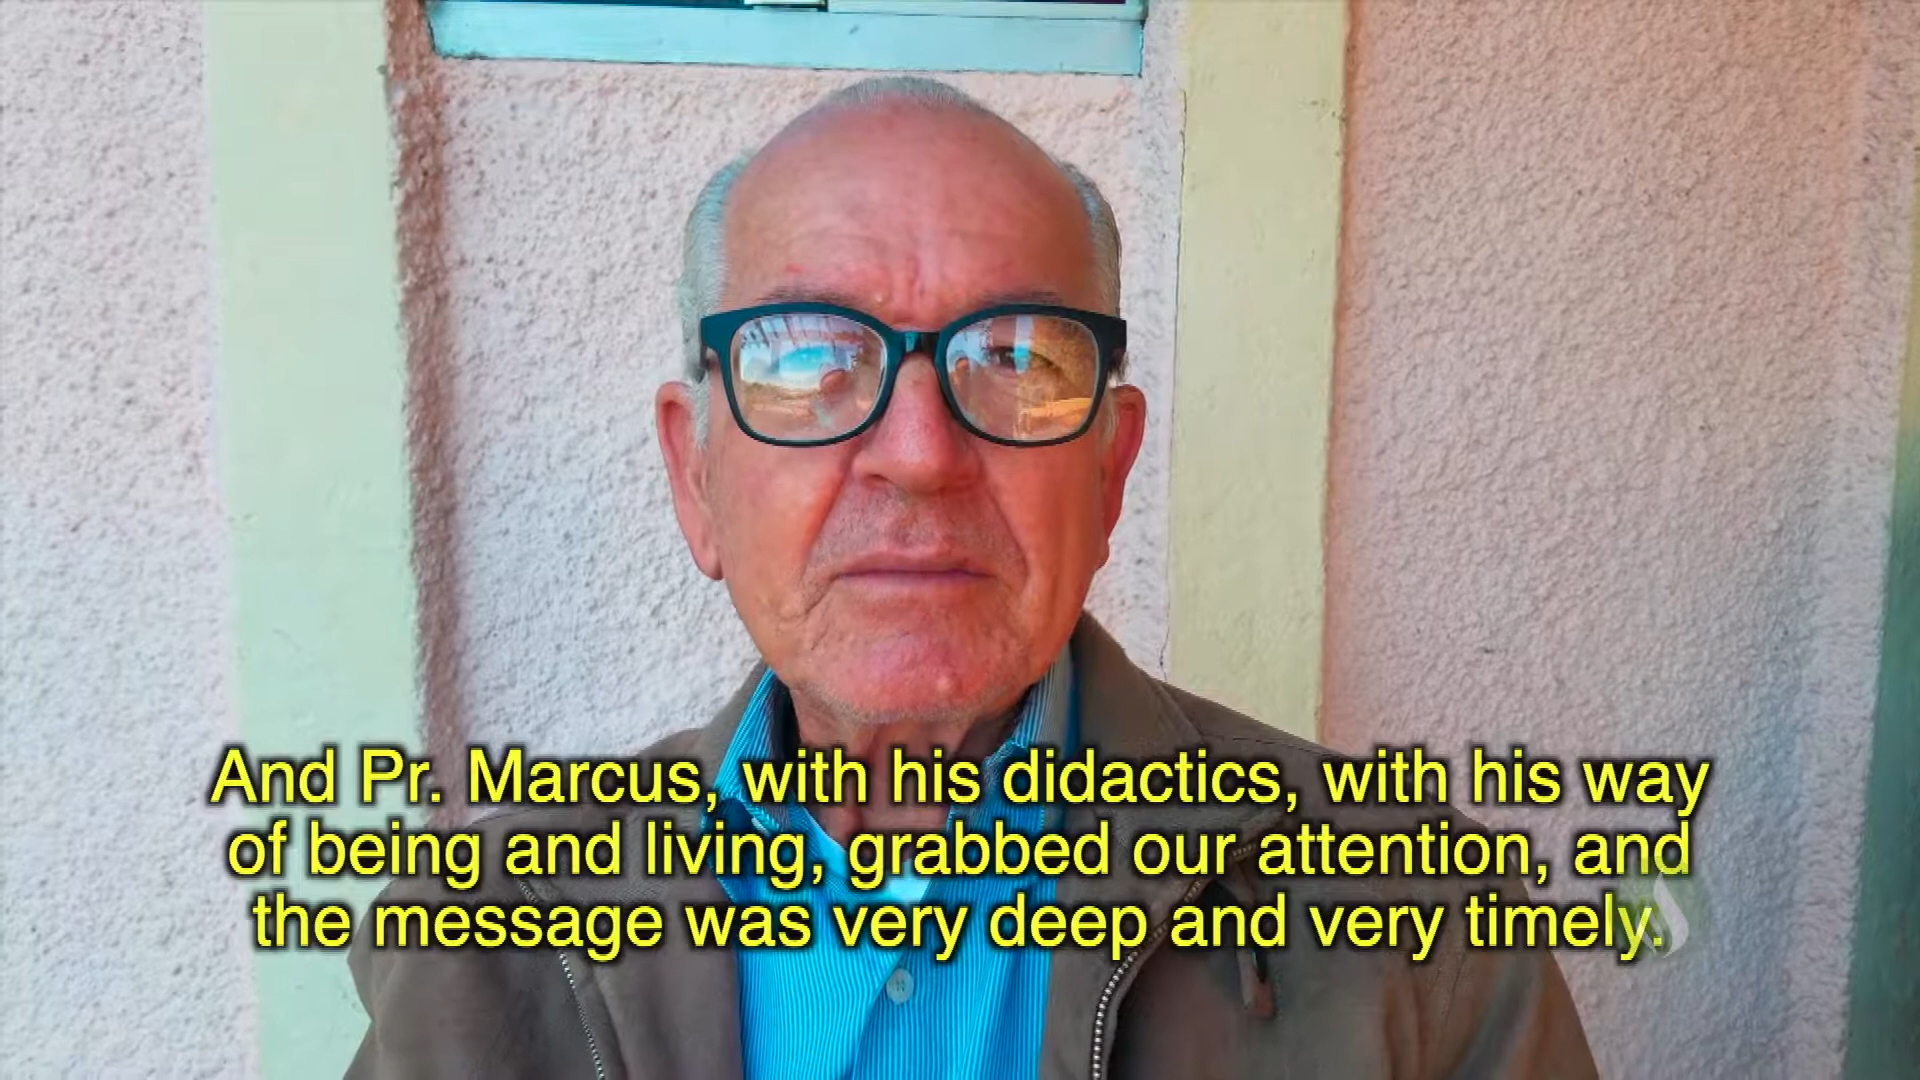 And Pr. Marcus, with his didactics, with his way
of being and living, grabbed our attention, and
the message was very deep and very timely.